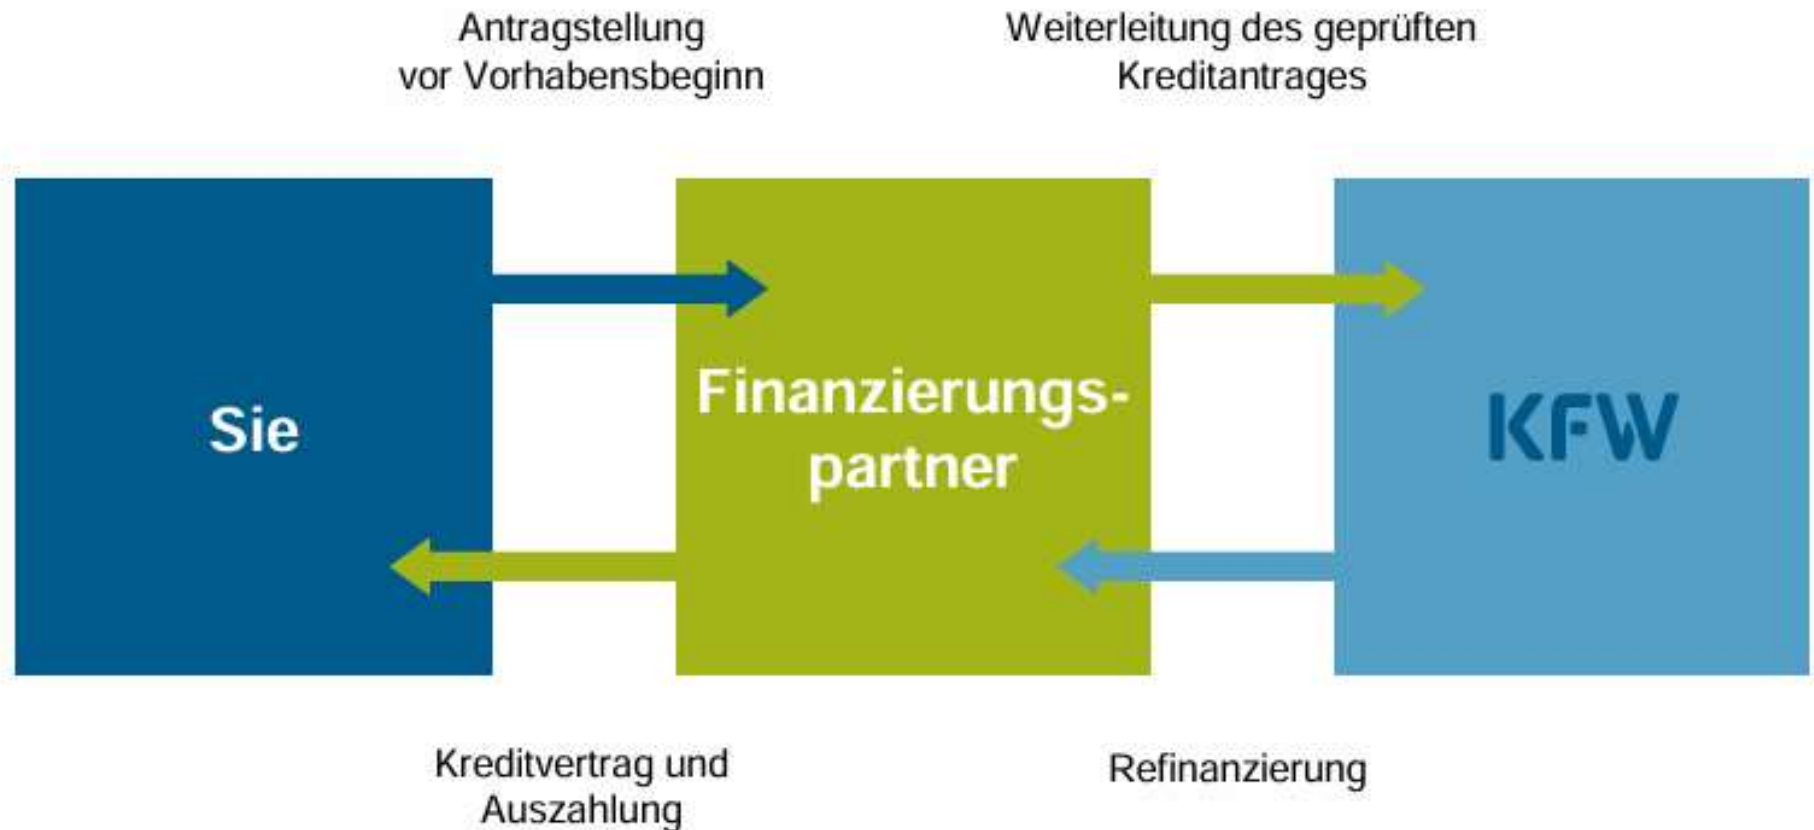 Antragstellung
vor Vorhabensbeginn
Weiterleitung des geprüften
Kreditantrages
Sie
Finanzierungs-
partner
KFW
Kreditvertrag und
Auszahlung
Refinanzierung